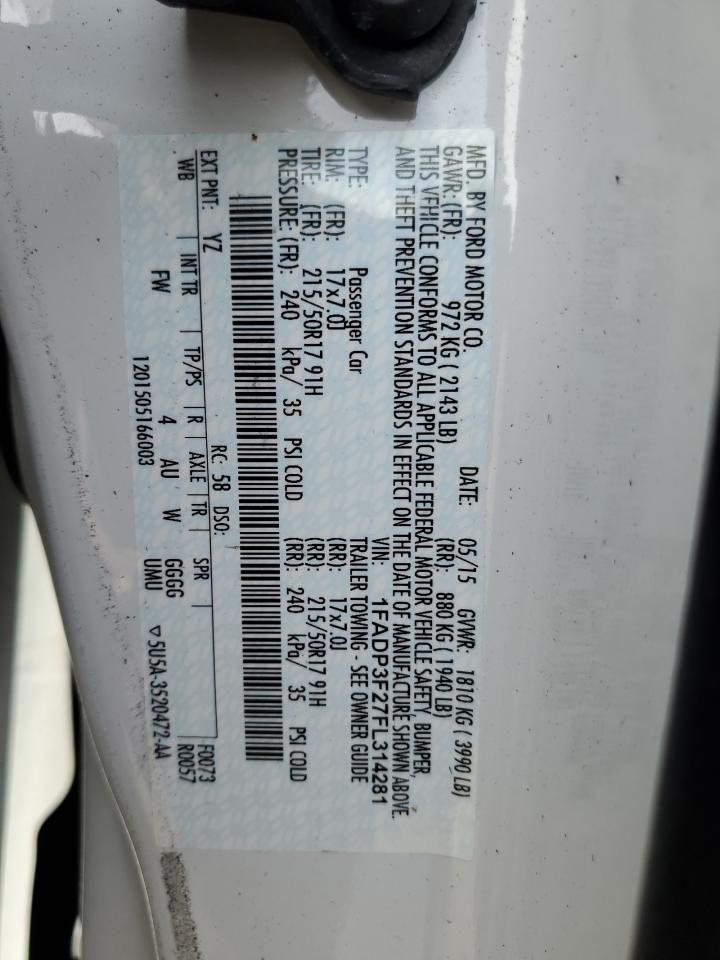 MFD. BY FORD MOTOR CO. DATE: 05/15 GVWR: 1810 KG ( 3990 LB)
GAWR: (FR): 972 KG ( 2143 LB) (RR): 880 KG ( 1940 LB)
THIS VEHICLE CONFORMS TO ALL APPLICABLE FEDERAL MOTOR VEHICLE SAFETY, BUMPER,
AND THEFT PREVENTION STANDARDS IN EFFECT ON THE DATE OF MANUFACTURE SHOWN ABOVE.
VIN: 1FADP3F27FL314281
TYPE: Passenger Car TRAILER TOWING - SEE OWNER GUIDE
RIM: (FR): 17x7.0J (RR): 17x7.0J
TIRE: (FR): 215/50R17 91H (RR): 215/50R17 91H
PRESSURE (FR): 240 kPa/ 35 PSI COLD (RR): 240 kPa/ 35 PSI COLD
RC: 58 DSO:
EXT PNT: YZ F0073
WB INT TR TP/PS R AXLE TR SPR R0057
FW 4 AU W GGGG
UMU
1201505166003 ▽5U5A-3520472-AA